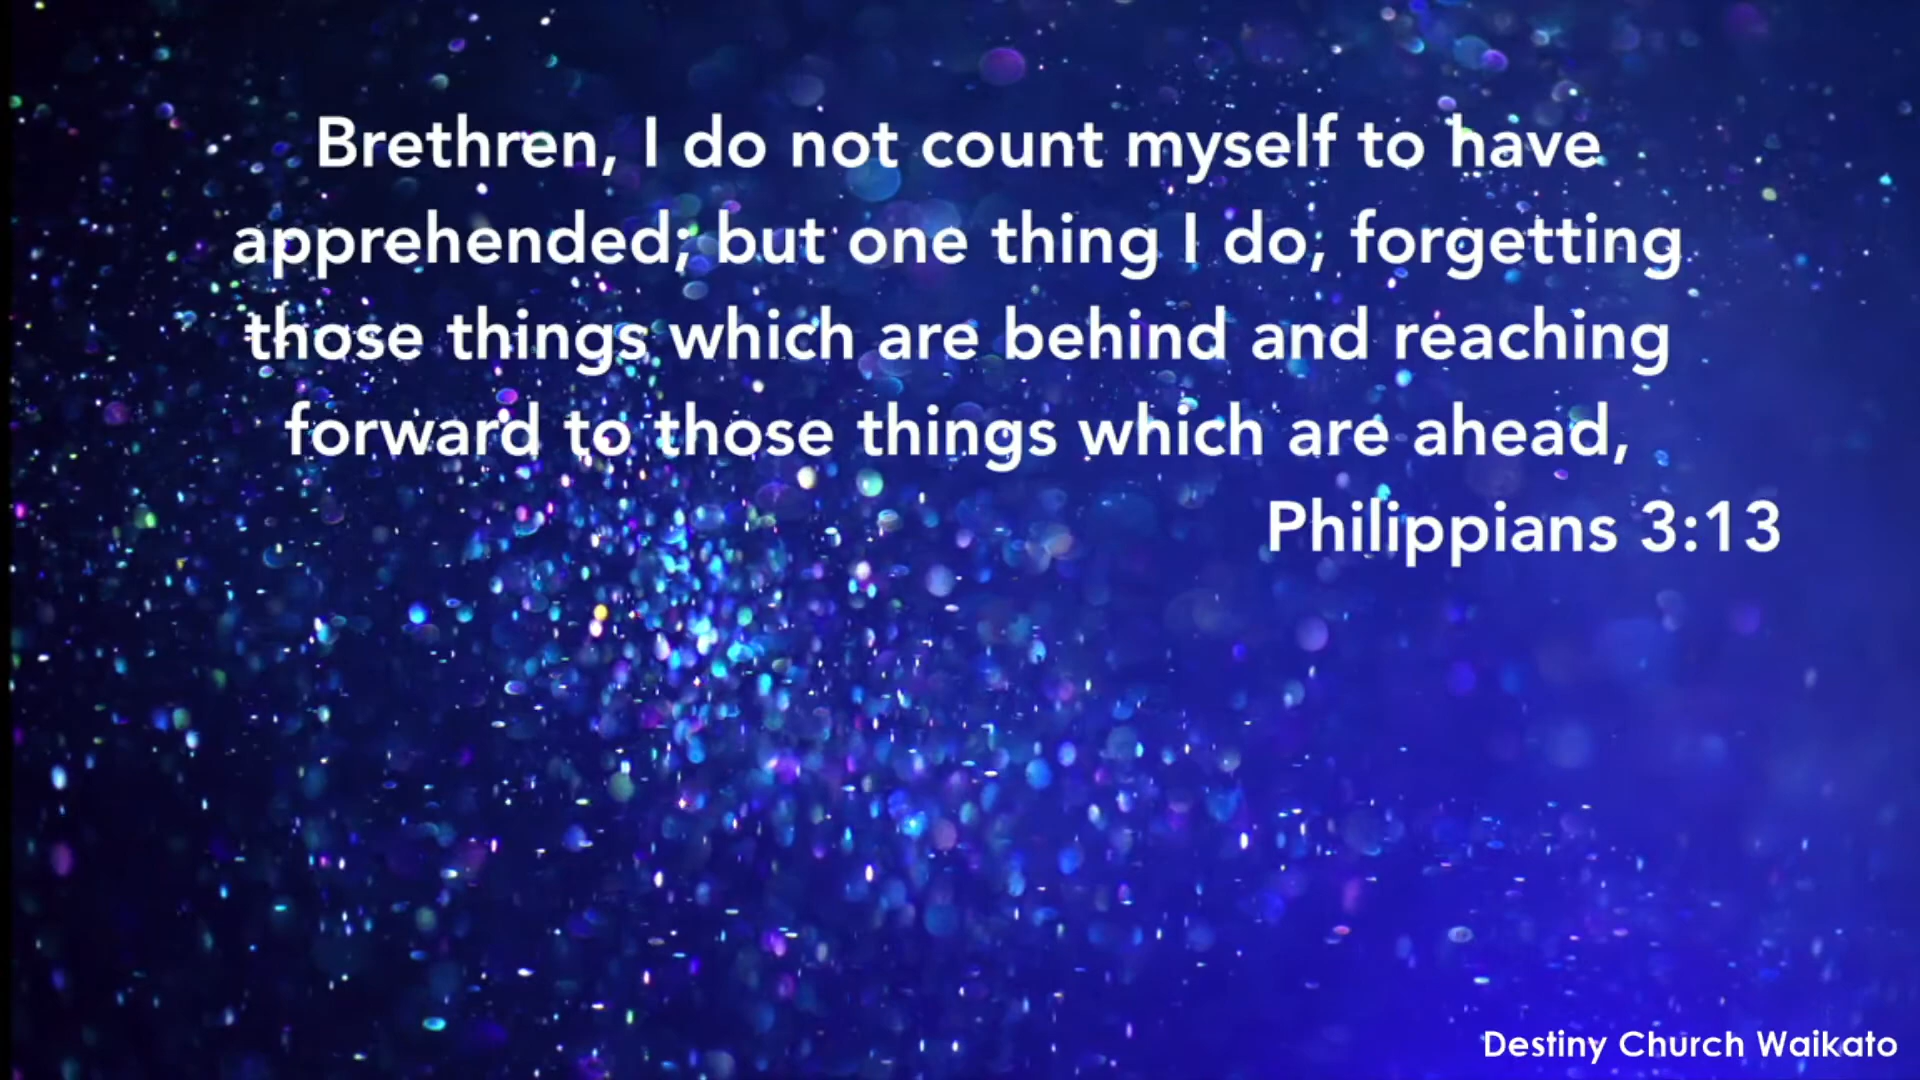 Brethren, I do not count myself to have
apprehended; but one thing I do, forgetting
those things which are behind and reaching
forward to those things which are ahead,
Philippians 3:13
Destiny Church Waikato